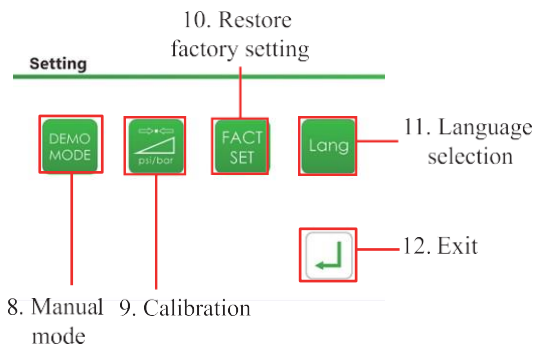 10. Restore
factory setting
Setting
DEMO
MODE
psi/bar
FACT
SET
Lang
11. Language
selection
12. Exit
8. Manual
mode
9. Calibration